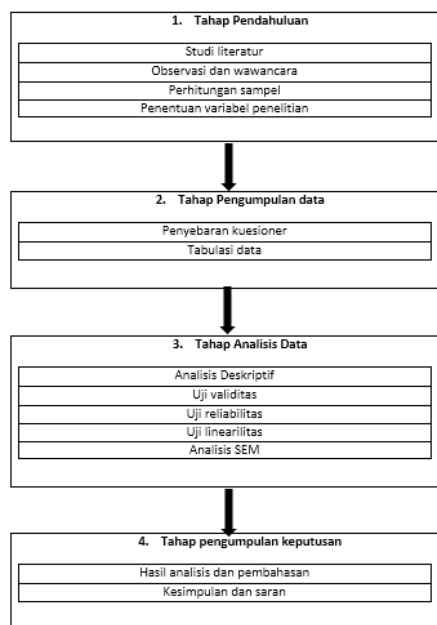 1. Tahap Pendahuluan
Studi literatur
Observasi dan wawancara
Perhitungan sampel
Penentuan variabel penelitian
2. Tahap Pengumpulan data
Penyebaran kuesioner
Tabulasi data
3. Tahap Analisis Data
Analisis Deskriptif
Uji validitas
Uji reliabilitas
Uji linearilitas
Analisis SEM
4. Tahap pengumpulan keputusan
Hasil analisis dan pembahasan
Kesimpulan dan saran